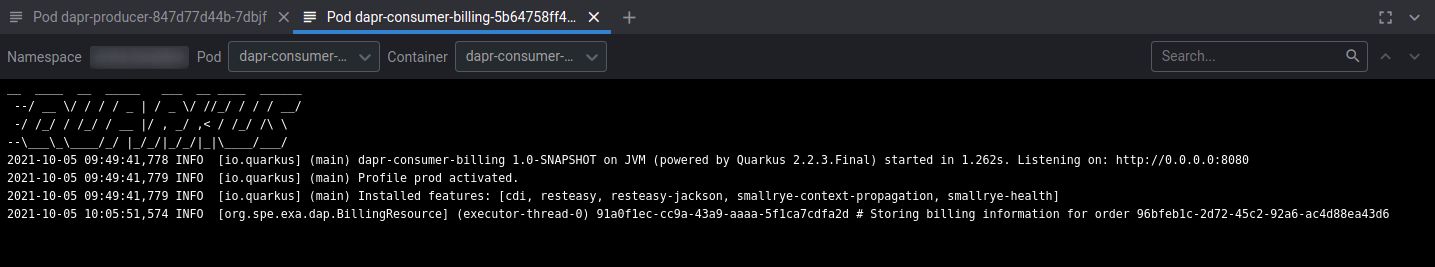 Pod dapr-producer-847d77d44b-7dbjf
Pod dapr-consumer-billing-5b64758ff4...
Namespace Pod dapr-consumer-... Container dapr-consumer-... Search...
__  ____  __  _____   ___  __ ____  ______
 --/ __ \/ / / / _ | / _ \/ //_/ / / / __/
 -/ /_/ / /_/ / __ |/ , _/ ,< / /_/ /\ \
--\___\_\____/_/ |_/_/|_/_/|_|\____/___/
2021-10-05 09:49:41,778 INFO  [io.quarkus] (main) dapr-consumer-billing 1.0-SNAPSHOT on JVM (powered by Quarkus 2.2.3.Final) started in 1.262s. Listening on: http://0.0.0.0:8080
2021-10-05 09:49:41,779 INFO  [io.quarkus] (main) Profile prod activated.
2021-10-05 09:49:41,779 INFO  [io.quarkus] (main) Installed features: [cdi, resteasy, resteasy-jackson, smallrye-context-propagation, smallrye-health]
2021-10-05 10:05:51,574 INFO  [org.spe.exa.dap.BillingResource] (executor-thread-0) 91a0f1ec-cc9a-43a9-aaaa-5f1ca7cdfa2d # Storing billing information for order 96bfeb1c-2d72-45c2-92a6-ac4d88ea43d6